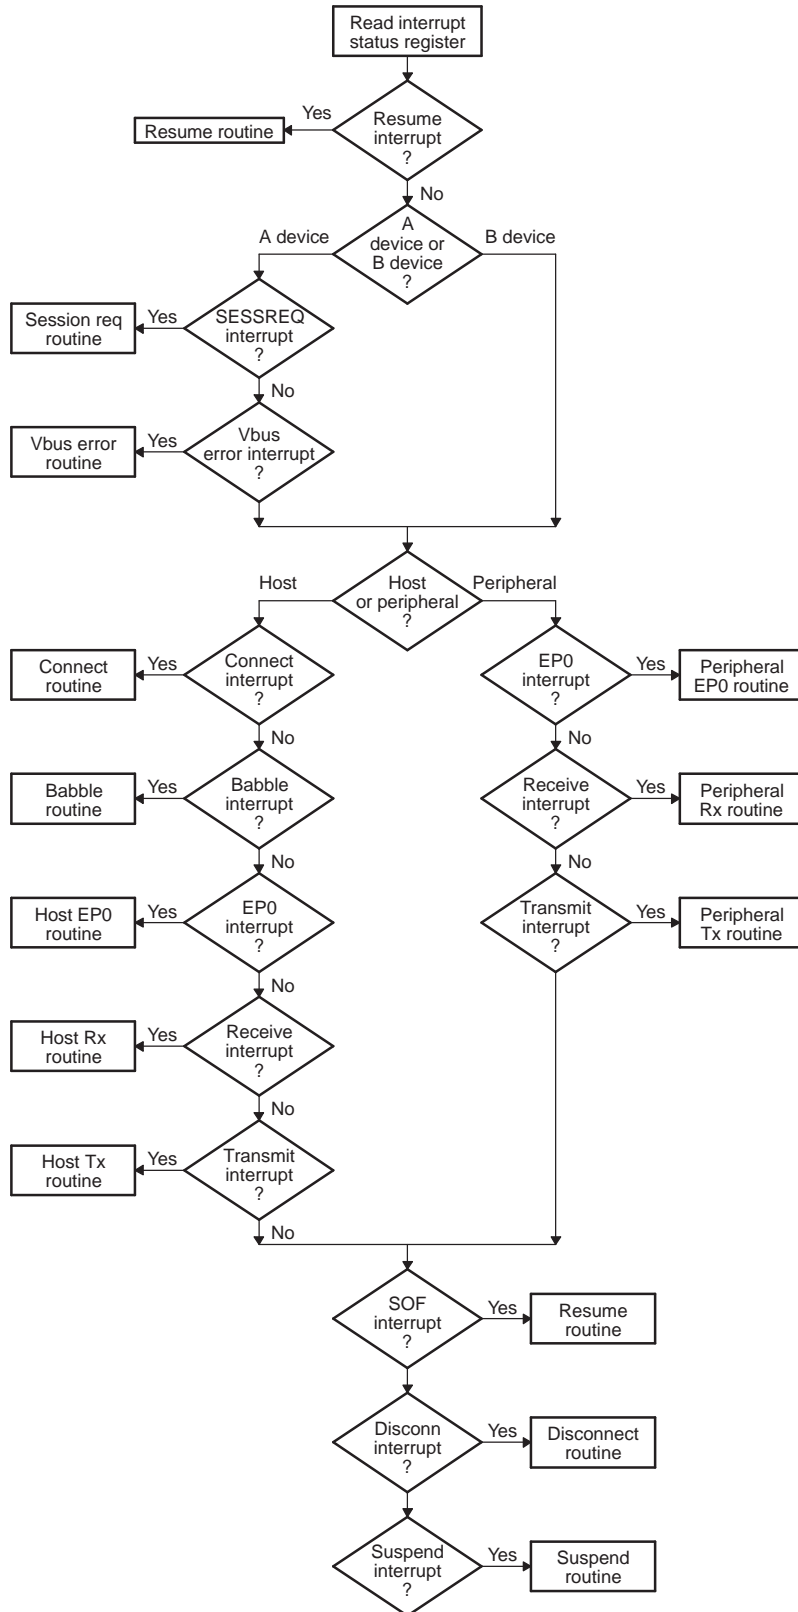 Read interrupt
status register
Yes
Resume
interrupt
?
Resume routine
No
A
device or
B device
?
A device
B device
SESSREQ
interrupt
?
Yes
Session req
routine
No
Vbus
error interrupt
?
Yes
Vbus error
routine
Host
or peripheral
?
Host
Peripheral
Connect
interrupt
?
Yes
Connect
routine
EP0
interrupt
?
Yes
Peripheral
EP0 routine
No
No
Babble
interrupt
?
Yes
Babble
routine
Receive
interrupt
?
Yes
Peripheral
Rx routine
No
No
EP0
interrupt
?
Yes
Host EP0
routine
Transmit
interrupt
?
Yes
Peripheral
Tx routine
No
Receive
interrupt
?
Yes
Host Rx
routine
No
Transmit
interrupt
?
Yes
Host Tx
routine
No
SOF
interrupt
?
Yes
Resume
routine
Disconn
interrupt
?
Yes
Disconnect
routine
Suspend
interrupt
?
Yes
Suspend
routine